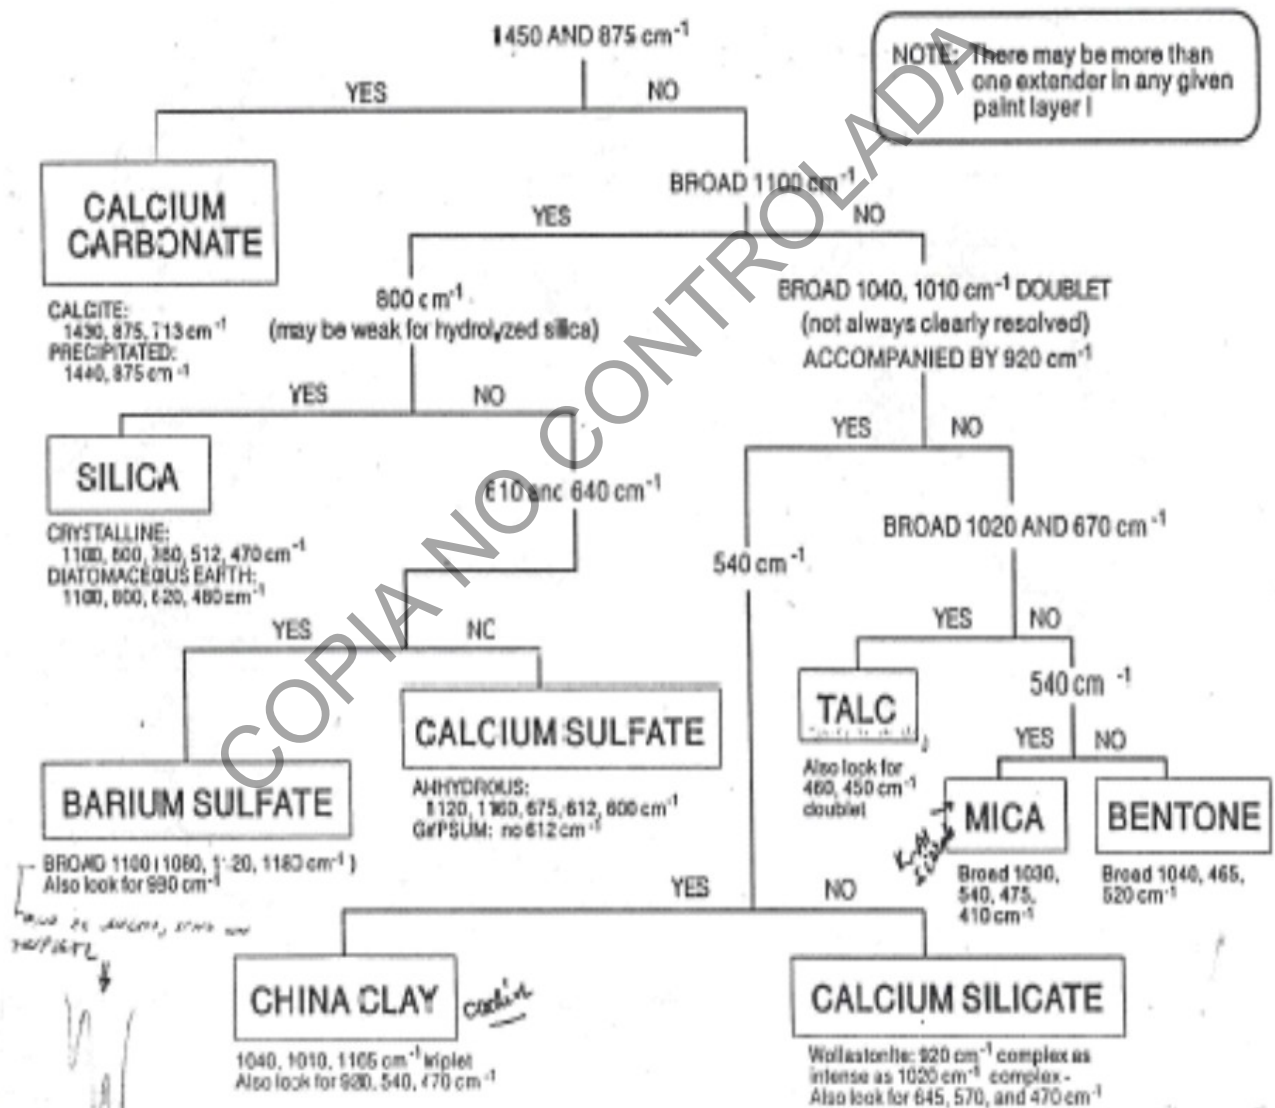 1450 AND 875 cm⁻¹
NOTE: There may be more than
one extender in any given
paint layer !
YES
NO
BROAD 1100 cm⁻¹
CALCIUM
CARBONATE
YES
NO
CALCITE:
1430, 875, 713 cm⁻¹
PRECIPITATED:
1440, 875 cm⁻¹
800 cm⁻¹
(may be weak for hydrolyzed silica)
BROAD 1040, 1010 cm⁻¹ DOUBLET
(not always clearly resolved)
ACCOMPANIED BY 920 cm⁻¹
YES
NO
YES
NO
SILICA
610 and 640 cm⁻¹
CRYSTALLINE:
1100, 800, 512, 470 cm⁻¹
DIATOMACEOUS EARTH:
1100, 800, 620, 480 cm⁻¹
BROAD 1020 AND 670 cm⁻¹
540 cm⁻¹
YES
NO
YES
NO
TALC
540 cm⁻¹
CALCIUM SULFATE
YES
NO
Also look for
460, 450 cm⁻¹
doublet
BARIUM SULFATE
ANHYDROUS:
1120, 1160, 675, 612, 600 cm⁻¹
GYPSUM: no 612 cm⁻¹
MICA
BENTONE
BROAD 1100 (1080, 1120, 1180 cm⁻¹)
Also look for 990 cm⁻¹
Broad 1030,
540, 475,
410 cm⁻¹
Broad 1040, 465,
520 cm⁻¹
YES
NO
CHINA CLAY
CALCIUM SILICATE
1040, 1010, 1105 cm⁻¹ triplet
Also look for 920, 540, 470 cm⁻¹
Wollastonite: 920 cm⁻¹ complex as
intense as 1020 cm⁻¹ complex -
Also look for 645, 570, and 470 cm⁻¹
COPIA NO CONTROLADA